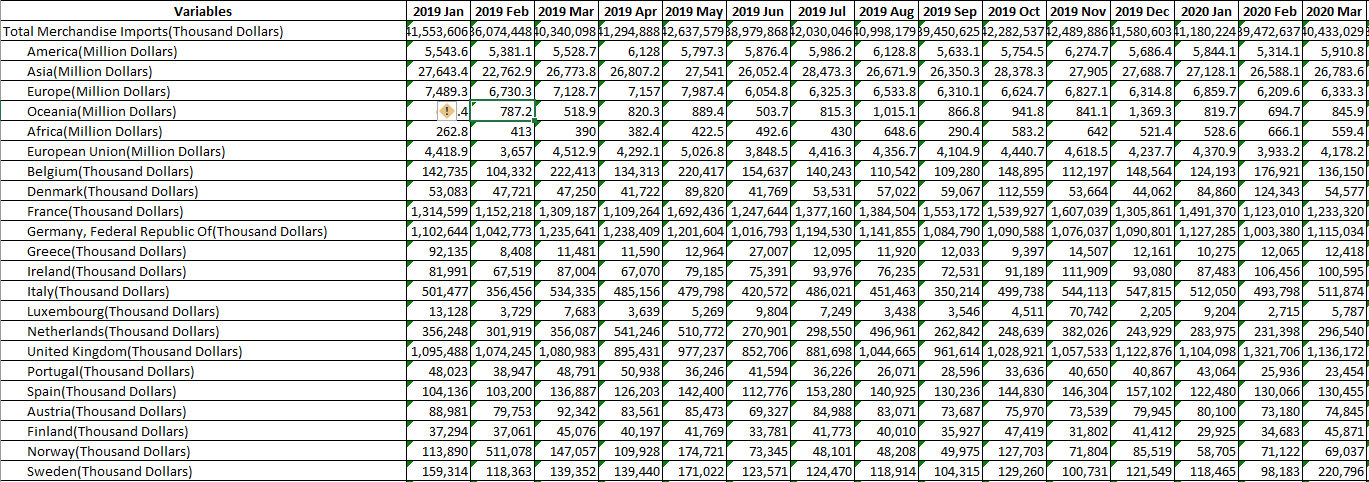 Variables 2019 Jan 2019 Feb 2019 Mar 2019 Apr 2019 May 2019 Jun 2019 Jul 2019 Aug 2019 Sep 2019 Oct 2019 Nov 2019 Dec 2020 Jan 2020 Feb 2020 Mar
Total Merchandise Imports(Thousand Dollars) 41,553,606 36,074,448 40,340,098 41,294,888 42,637,579 38,979,868 42,030,046 40,998,179 39,450,625 42,282,537 42,489,886 41,580,603 41,180,224 39,472,637 40,433,029
America(Million Dollars) 5,543.6 5,381.1 5,528.7 6,128 5,797.3 5,876.4 5,986.2 6,128.8 5,633.1 5,754.5 6,274.7 5,686.4 5,844.1 5,314.1 5,910.8
Asia(Million Dollars) 27,643.4 22,762.9 26,773.8 26,807.2 27,541 26,052.4 28,473.3 26,671.9 26,350.3 28,378.3 27,905 27,688.7 27,128.1 26,588.1 26,783.6
Europe(Million Dollars) 7,489.3 6,730.3 7,128.7 7,157 7,987.4 6,054.8 6,325.3 6,533.8 6,310.1 6,624.7 6,827.1 6,314.8 6,859.7 6,209.6 6,333.3
Oceania(Million Dollars) .4 787.2 518.9 820.3 889.4 503.7 815.3 1,015.1 866.8 941.8 841.1 1,369.3 819.7 694.7 845.9
Africa(Million Dollars) 262.8 413 390 382.4 422.5 492.6 430 648.6 290.4 583.2 642 521.4 528.6 666.1 559.4
European Union(Million Dollars) 4,418.9 3,657 4,512.9 4,292.1 5,026.8 3,848.5 4,416.3 4,356.7 4,104.9 4,440.7 4,618.5 4,237.7 4,370.9 3,933.2 4,178.2
Belgium(Thousand Dollars) 142,735 104,332 222,413 134,313 220,417 154,637 140,243 110,542 109,280 148,895 112,197 148,564 124,193 176,921 136,150
Denmark(Thousand Dollars) 53,083 47,721 47,250 41,722 89,820 41,769 53,531 57,022 59,067 112,559 53,664 44,062 84,860 124,343 54,577
France(Thousand Dollars) 1,314,599 1,152,218 1,309,187 1,109,264 1,692,436 1,247,644 1,377,160 1,384,504 1,553,172 1,539,927 1,607,039 1,305,861 1,491,370 1,123,010 1,233,320
Germany, Federal Republic Of(Thousand Dollars) 1,102,644 1,042,773 1,235,641 1,238,409 1,201,604 1,016,793 1,194,530 1,141,855 1,084,790 1,090,588 1,076,037 1,090,801 1,127,285 1,003,380 1,115,034
Greece(Thousand Dollars) 92,135 8,408 11,481 11,590 12,964 27,007 12,095 11,920 12,033 9,397 14,507 12,161 10,275 12,065 12,418
Ireland(Thousand Dollars) 81,991 67,519 87,004 67,070 79,185 75,391 93,976 76,235 72,531 91,189 111,909 93,080 87,483 106,456 100,595
Italy(Thousand Dollars) 501,477 356,456 534,335 485,156 479,798 420,572 486,021 451,463 350,214 499,738 544,113 547,815 512,050 493,798 511,874
Luxembourg(Thousand Dollars) 13,128 3,729 7,683 3,639 5,269 9,804 7,249 3,438 3,546 4,511 70,742 2,205 9,204 2,715 5,787
Netherlands(Thousand Dollars) 356,248 301,919 356,087 541,246 510,772 270,901 298,550 496,961 262,842 248,639 382,026 243,929 283,975 231,398 296,540
United Kingdom(Thousand Dollars) 1,095,488 1,074,245 1,080,983 895,431 977,237 852,706 881,698 1,044,665 961,614 1,028,921 1,057,533 1,122,876 1,104,098 1,321,706 1,136,172
Portugal(Thousand Dollars) 48,023 38,947 48,791 50,938 36,246 41,594 36,226 26,071 28,596 33,636 40,650 40,867 43,064 25,936 23,454
Spain(Thousand Dollars) 104,136 103,200 136,887 126,203 142,400 112,776 153,280 140,925 130,236 144,830 146,304 157,102 122,480 130,066 130,455
Austria(Thousand Dollars) 88,981 79,753 92,342 83,561 85,473 69,327 84,988 83,071 73,687 75,970 73,539 79,945 80,100 73,180 74,845
Finland(Thousand Dollars) 37,294 37,061 45,076 40,197 41,769 33,781 41,773 40,010 35,927 47,419 31,802 41,412 29,925 34,683 45,871
Norway(Thousand Dollars) 113,890 511,078 147,057 109,928 174,721 73,345 48,101 48,208 49,975 127,703 71,804 85,519 58,705 71,122 69,037
Sweden(Thousand Dollars) 159,314 118,363 139,352 139,440 171,022 123,571 124,470 118,914 104,315 129,260 100,731 121,549 118,465 98,183 220,796